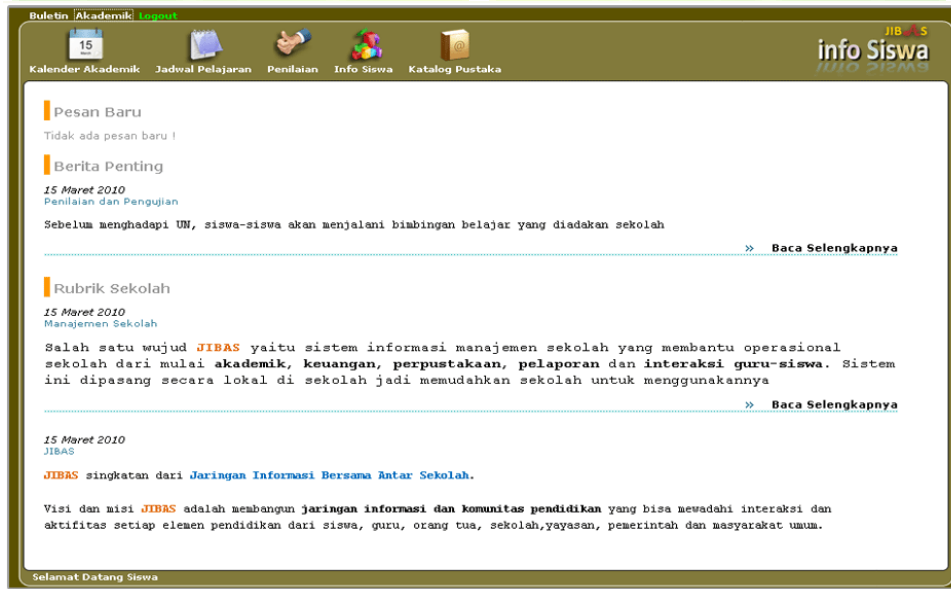 Buletin Akademik Logout
15
Kalender Akademik Jadwal Pelajaran Penilaian Info Siswa Katalog Pustaka
JIBAS
info Siswa
Pesan Baru
Tidak ada pesan baru !
Berita Penting
15 Maret 2010
Penilaian dan Pengujian
Sebelum menghadapi UN, siswa-siswa akan menjalani bimbingan belajar yang diadakan sekolah
» Baca Selengkapnya
Rubrik Sekolah
15 Maret 2010
Manajemen Sekolah
Salah satu wujud JIBAS yaitu sistem informasi manajemen sekolah yang membantu operasional
sekolah dari mulai akademik, keuangan, perpustakaan, pelaporan dan interaksi guru-siswa. Sistem
ini dipasang secara lokal di sekolah jadi memudahkan sekolah untuk menggunakannya
» Baca Selengkapnya
15 Maret 2010
JIBAS
JIBAS singkatan dari Jaringan Informasi Bersama Antar Sekolah.
Visi dan misi JIBAS adalah membangun jaringan informasi dan komunitas pendidikan yang bisa mewadahi interaksi dan
aktifitas setiap elemen pendidikan dari siswa, guru, orang tua, sekolah,yayasan, pemerintah dan masyarakat umum.
Selamat Datang Siswa